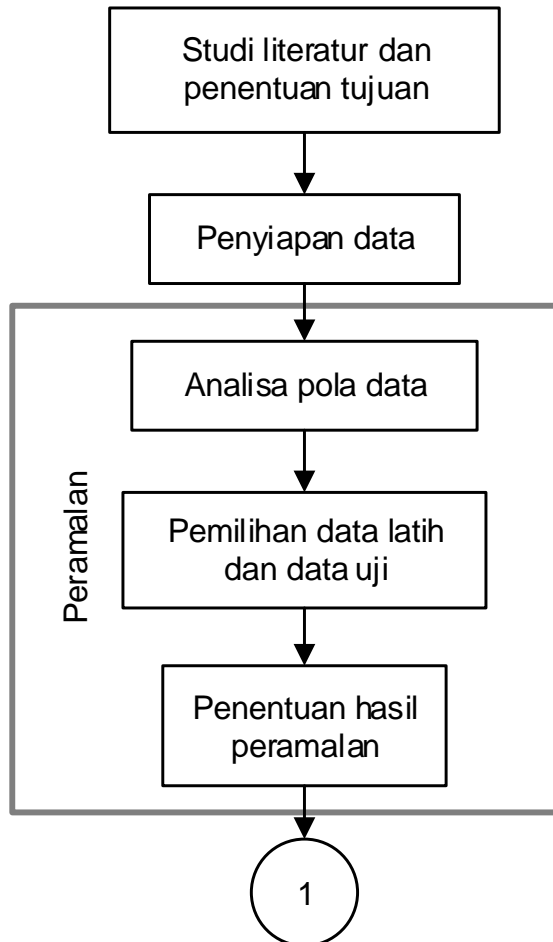 Studi literatur dan
penentuan tujuan
Penyiapan data
Peramalan
Analisa pola data
Pemilihan data latih
dan data uji
Penentuan hasil
peramalan
1